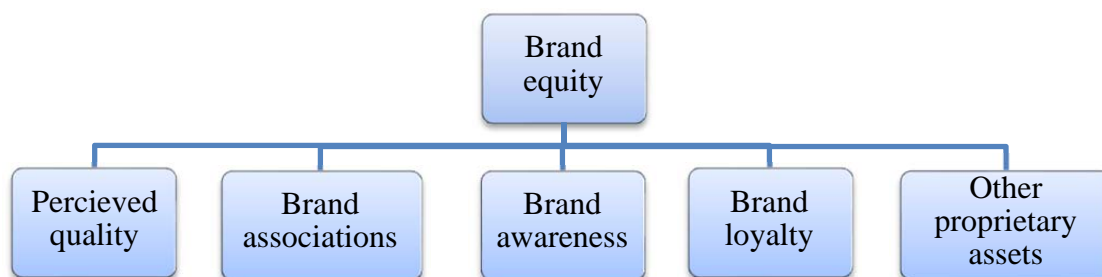 Brand
equity
Percieved
quality
Brand
associations
Brand
awareness
Brand
loyalty
Other
proprietary
assets